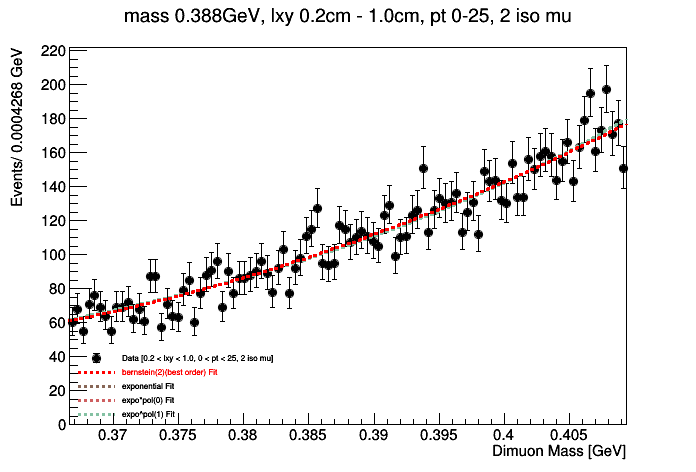 mass 0.388GeV, lxy 0.2cm - 1.0cm, pt 0-25, 2 iso mu
Events/ 0.0004268 GeV
220
200
180
160
140
120
100
80
60
40
20
0
Data [0.2 < lxy < 1.0, 0 < pt < 25, 2 iso mu]
bernstein(2)(best order) Fit
exponential Fit
expo*pol(0) Fit
expo*pol(1) Fit
0.37 0.375 0.38 0.385 0.39 0.395 0.4 0.405
Dimuon Mass [GeV]